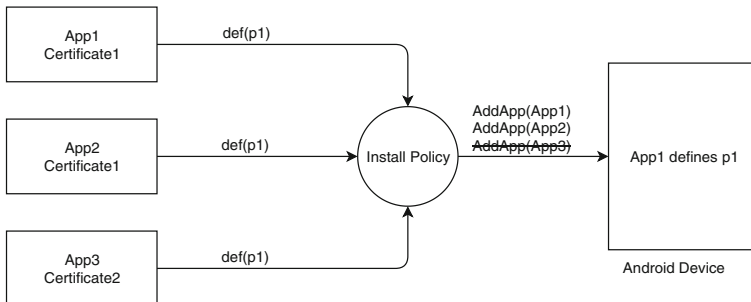 App1
Certificate1
def(p1)
App2
Certificate1
def(p1)
App3
Certificate2
def(p1)
Install Policy
AddApp(App1)
AddApp(App2)
AddApp(App3)
App1 defines p1
Android Device